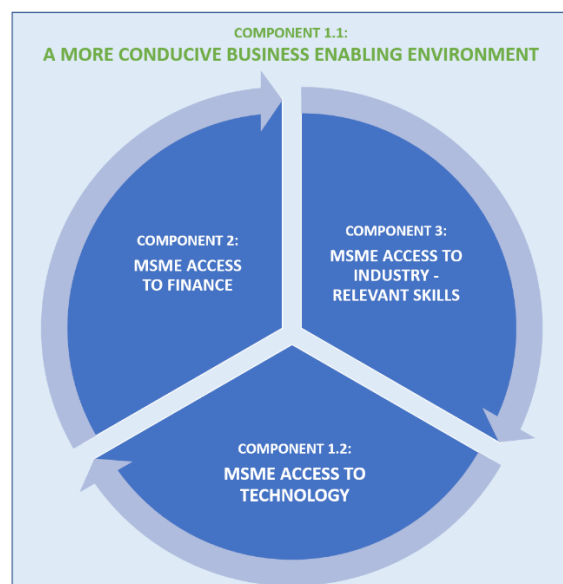 COMPONENT 1.1:
A MORE CONDUCIVE BUSINESS ENABLING ENVIRONMENT
COMPONENT 2:
MSME ACCESS
TO FINANCE
COMPONENT 3:
MSME ACCESS TO
INDUSTRY -
RELEVANT SKILLS
COMPONENT 1.2:
MSME ACCESS TO
TECHNOLOGY